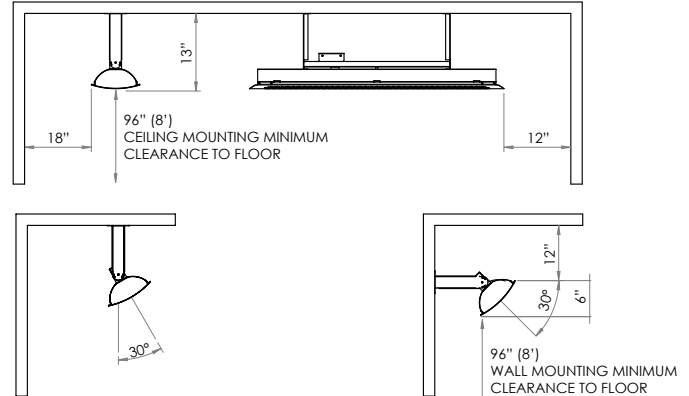 13"
96" (8')
CEILING MOUNTING MINIMUM
CLEARANCE TO FLOOR
18"
12"
30°
12"
30°
6"
96" (8')
WALL MOUNTING MINIMUM
CLEARANCE TO FLOOR